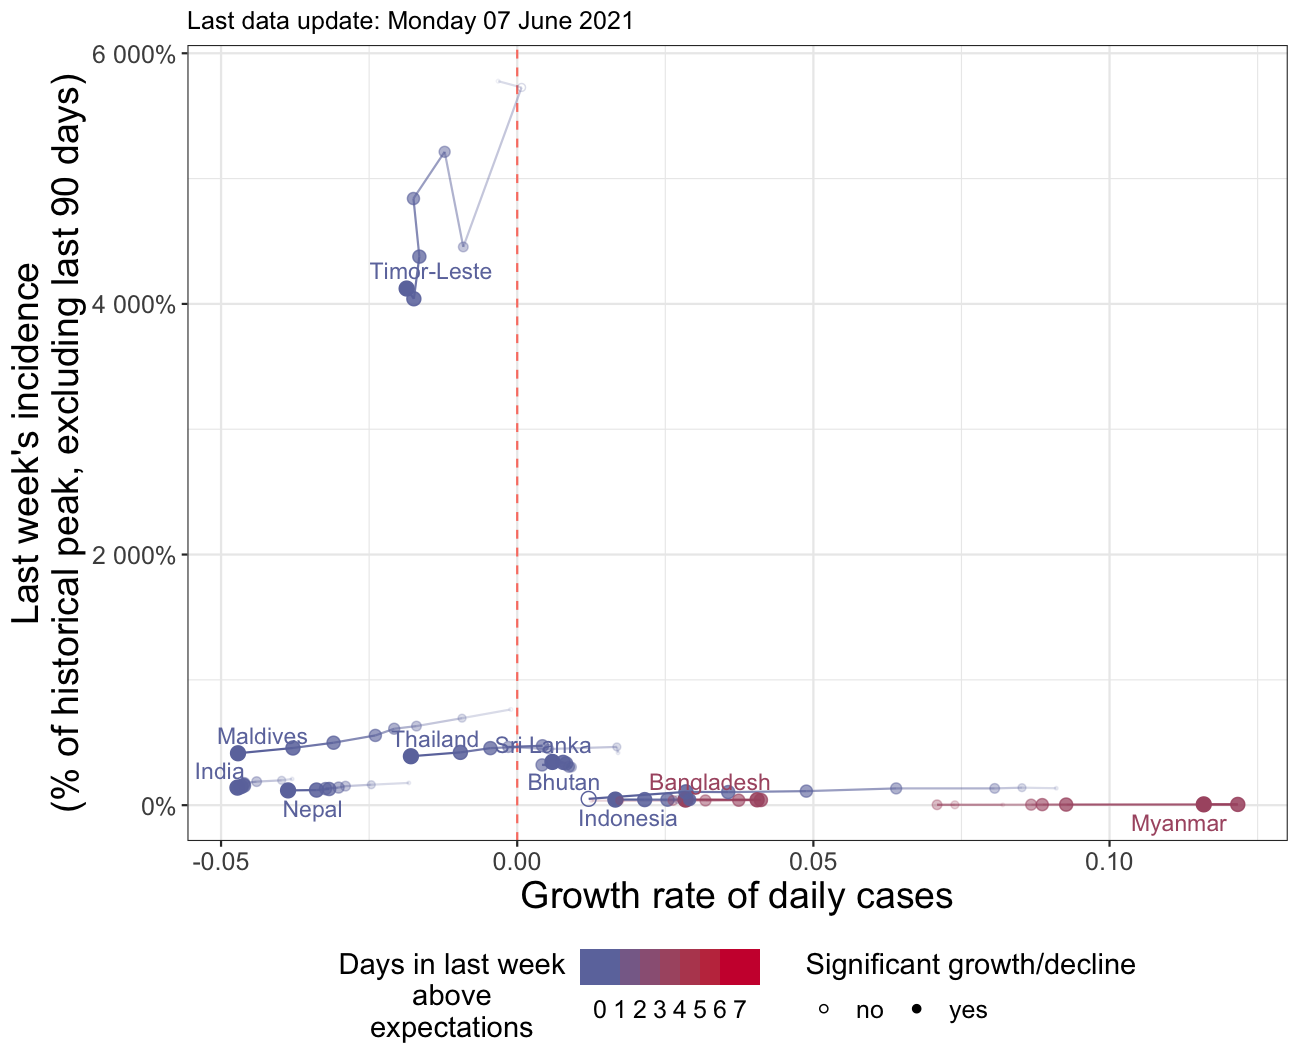 Last data update: Monday 07 June 2021
Last week's incidence
(% of historical peak, excluding last 90 days)
6 000%
4 000%
2 000%
0%
Timor-Leste
Maldives
Thailand
Sri Lanka
India
Bhutan
Bangladesh
Nepal
Indonesia
Myanmar
-0.05
0.00
0.05
0.10
Growth rate of daily cases
Days in last week
above
expectations
0 1 2 3 4 5 6 7
Significant growth/decline
no
yes